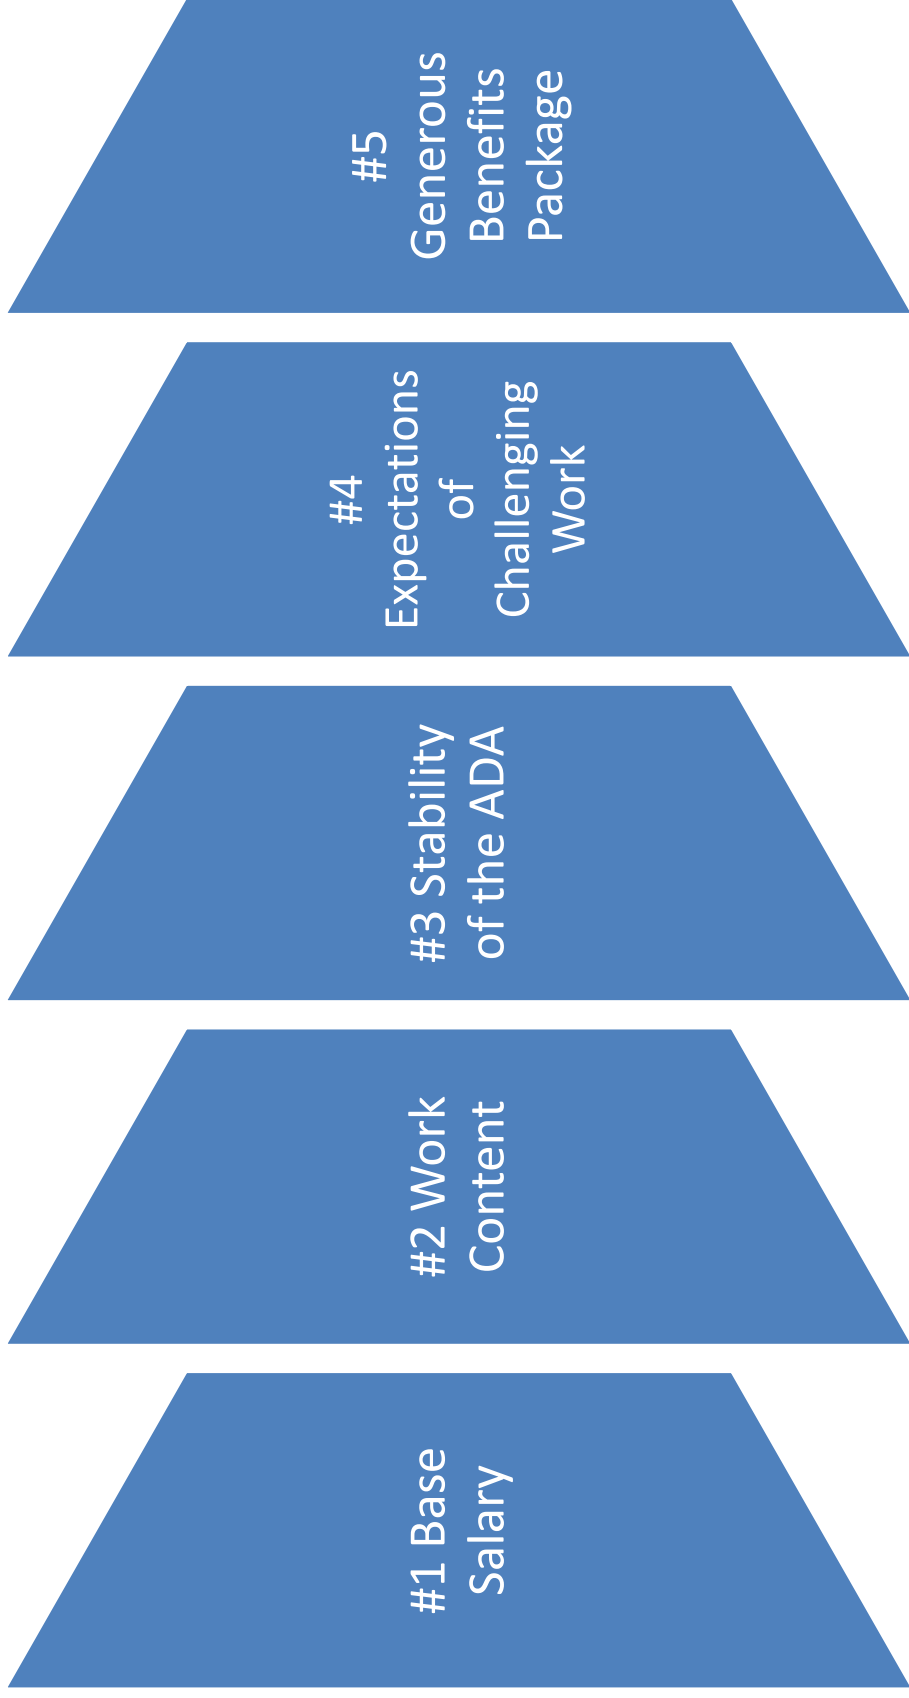 #1 Base
Salary
#2 Work
Content
#3 Stability
of the ADA
#4
Expectations
of
Challenging
Work
#5
Generous
Benefits
Package